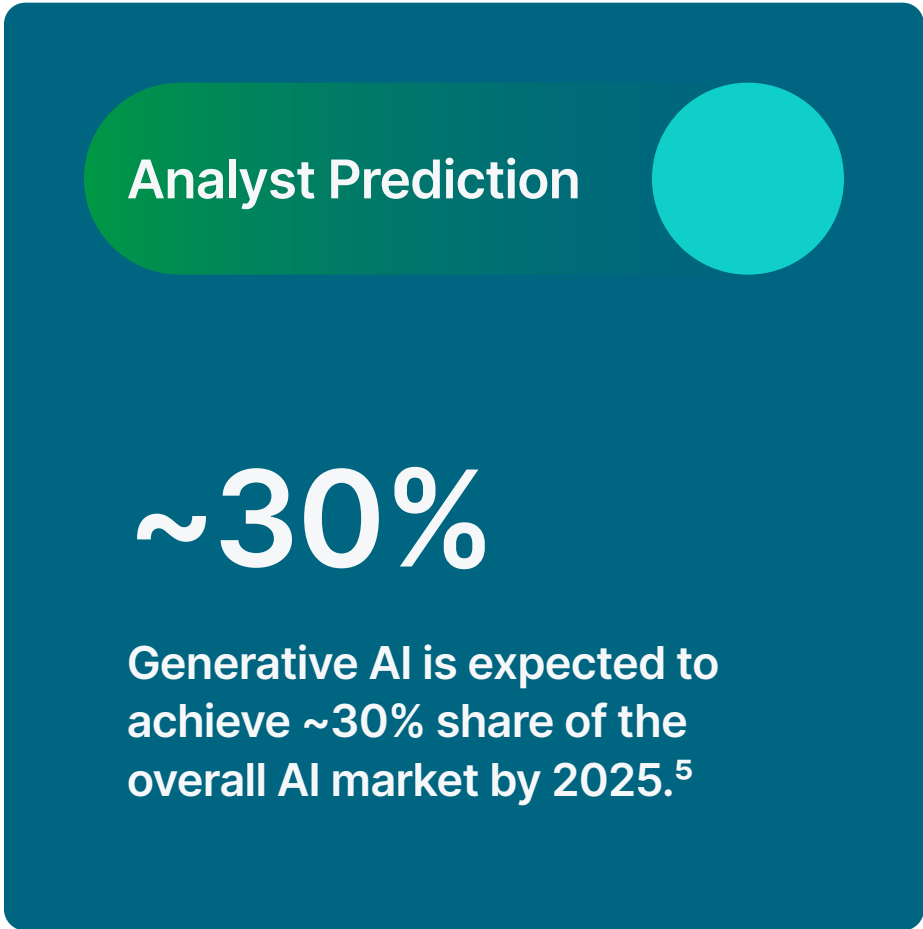 Analyst Prediction
~30%
Generative AI is expected to
achieve ~30% share of the
overall AI market by 2025.⁵